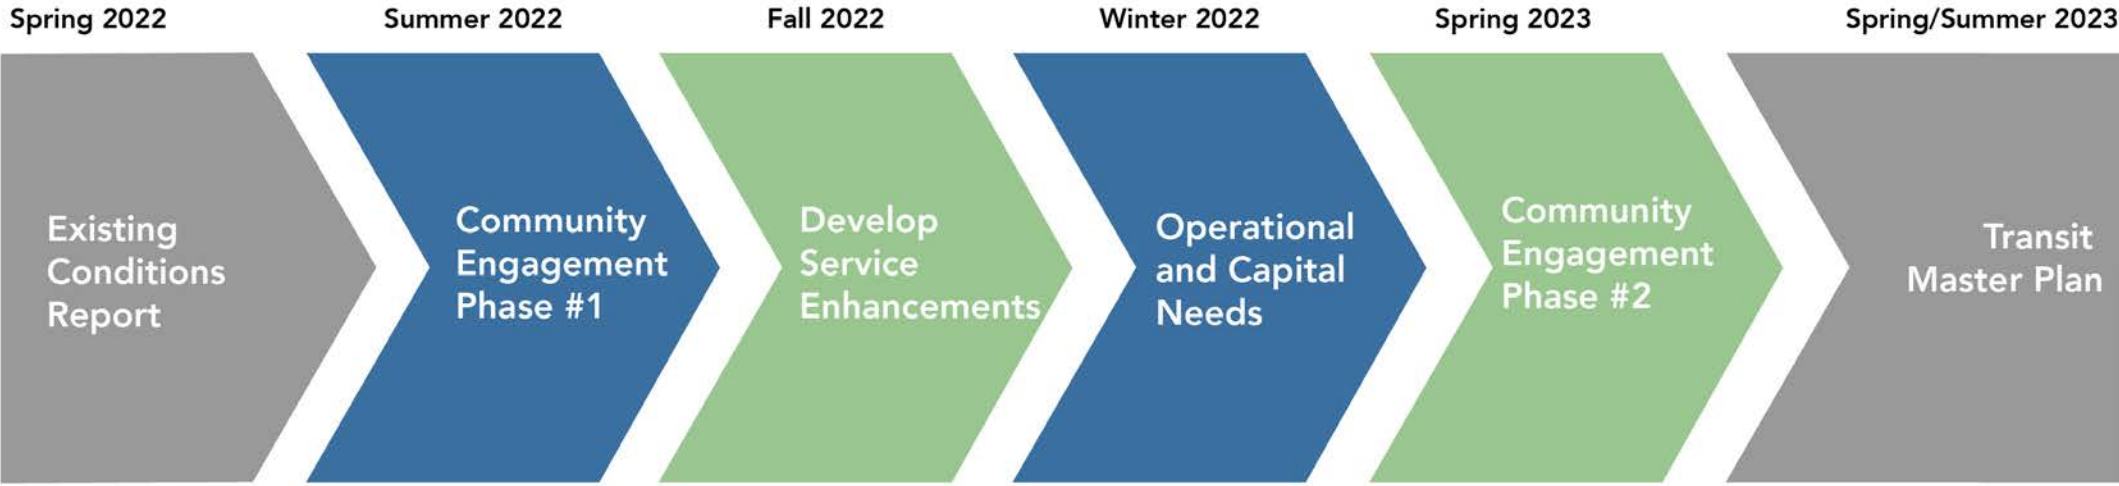 Spring 2022
Summer 2022
Fall 2022
Winter 2022
Spring 2023
Spring/Summer 2023
Existing
Conditions
Report
Community
Engagement
Phase #1
Develop
Service
Enhancements
Operational
and Capital
Needs
Community
Engagement
Phase #2
Transit
Master Plan